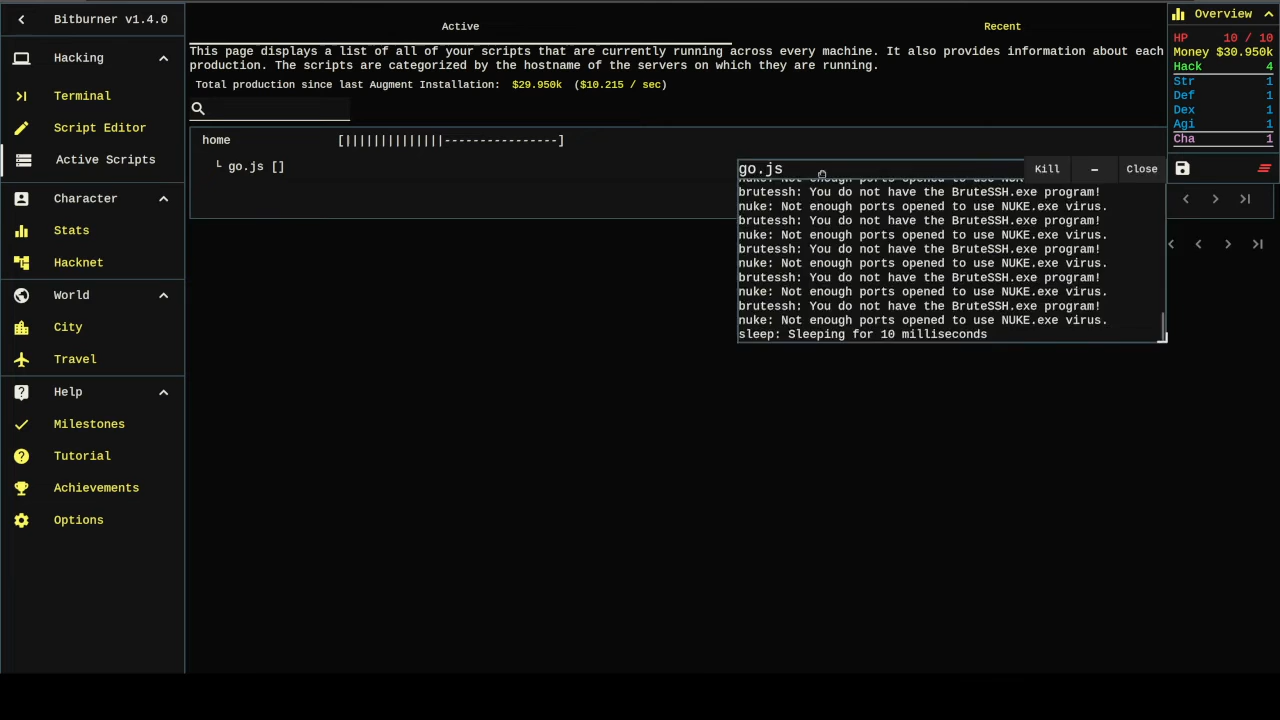 Bitburner v1.4.0
Hacking
Terminal
Script Editor
Active Scripts
Character
Stats
Hacknet
World
City
Travel
Help
Milestones
Tutorial
Achievements
Options
Active
Recent
This page displays a list of all of your scripts that are currently running across every machine. It also provides information about each
production. The scripts are categorized by the hostname of the servers on which they are running.
Total production since last Augment Installation: $29.950k ($10.215 / sec)
home [||||||||||||||----------------]
└ go.js []
go.js
Kill
–
Close
nuke: Not enough ports opened to use NUK
brutessh: You do not have the BruteSSH.exe program!
nuke: Not enough ports opened to use NUKE.exe virus.
brutessh: You do not have the BruteSSH.exe program!
nuke: Not enough ports opened to use NUKE.exe virus.
brutessh: You do not have the BruteSSH.exe program!
nuke: Not enough ports opened to use NUKE.exe virus.
brutessh: You do not have the BruteSSH.exe program!
nuke: Not enough ports opened to use NUKE.exe virus.
brutessh: You do not have the BruteSSH.exe program!
nuke: Not enough ports opened to use NUKE.exe virus.
sleep: Sleeping for 10 milliseconds
Overview
HP 10 / 10
Money $30.950k
Hack 4
Str 1
Def 1
Dex 1
Agi 1
Cha 1